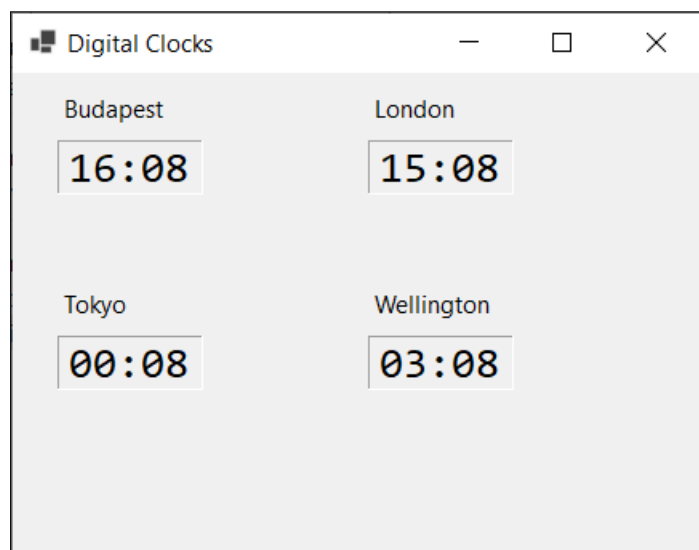 Digital Clocks
Budapest London
16:08 15:08
Tokyo Wellington
00:08 03:08